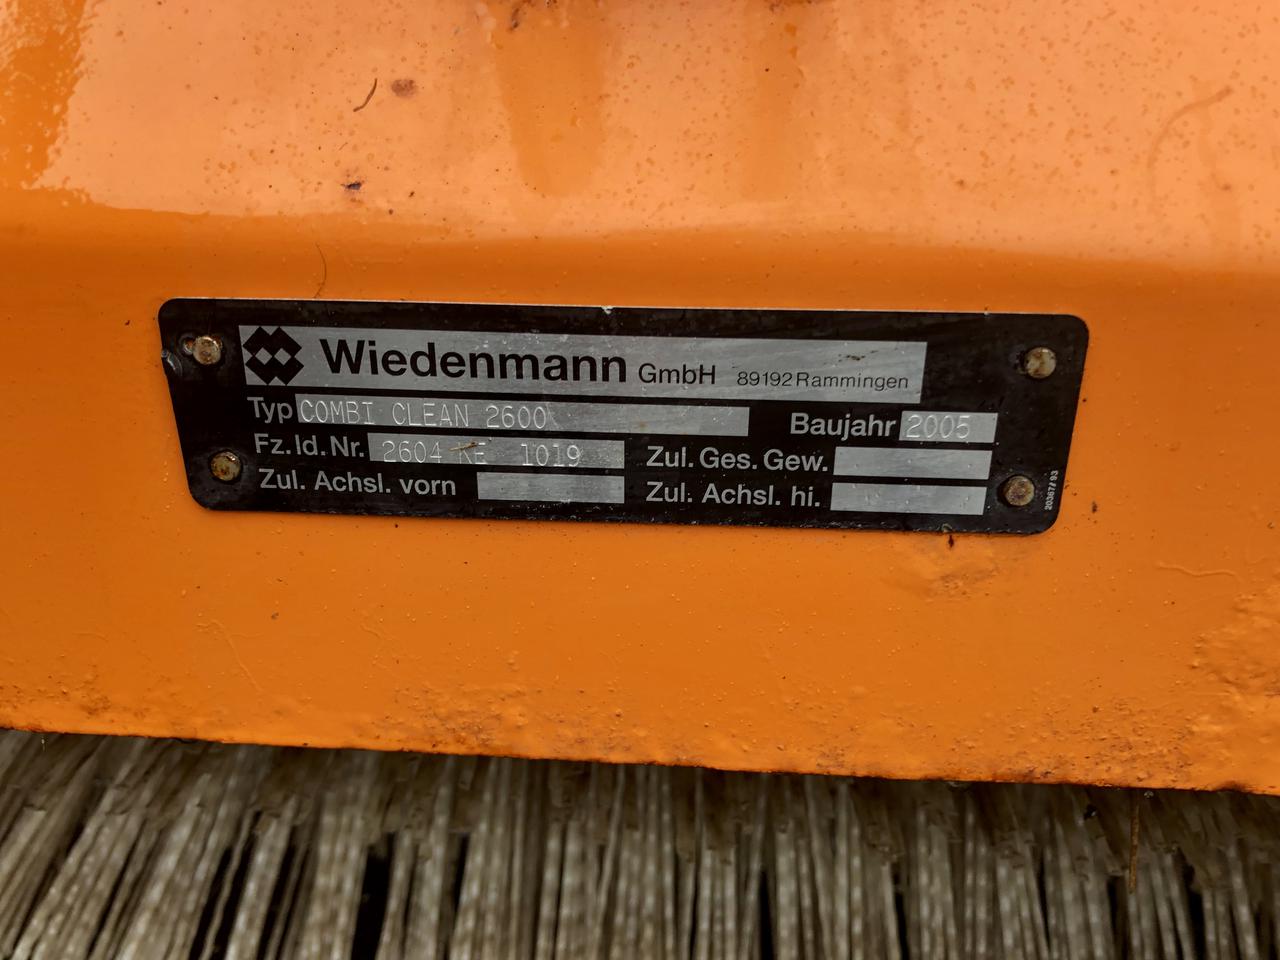 Wiedenmann GmbH 89192 Rammingen
Typ COMBI CLEAN 2600 Baujahr 2005
Fz.Id.Nr. 2604 KE 1019 Zul. Ges. Gew.
Zul. Achsl. vorn Zul. Achsl. hi.